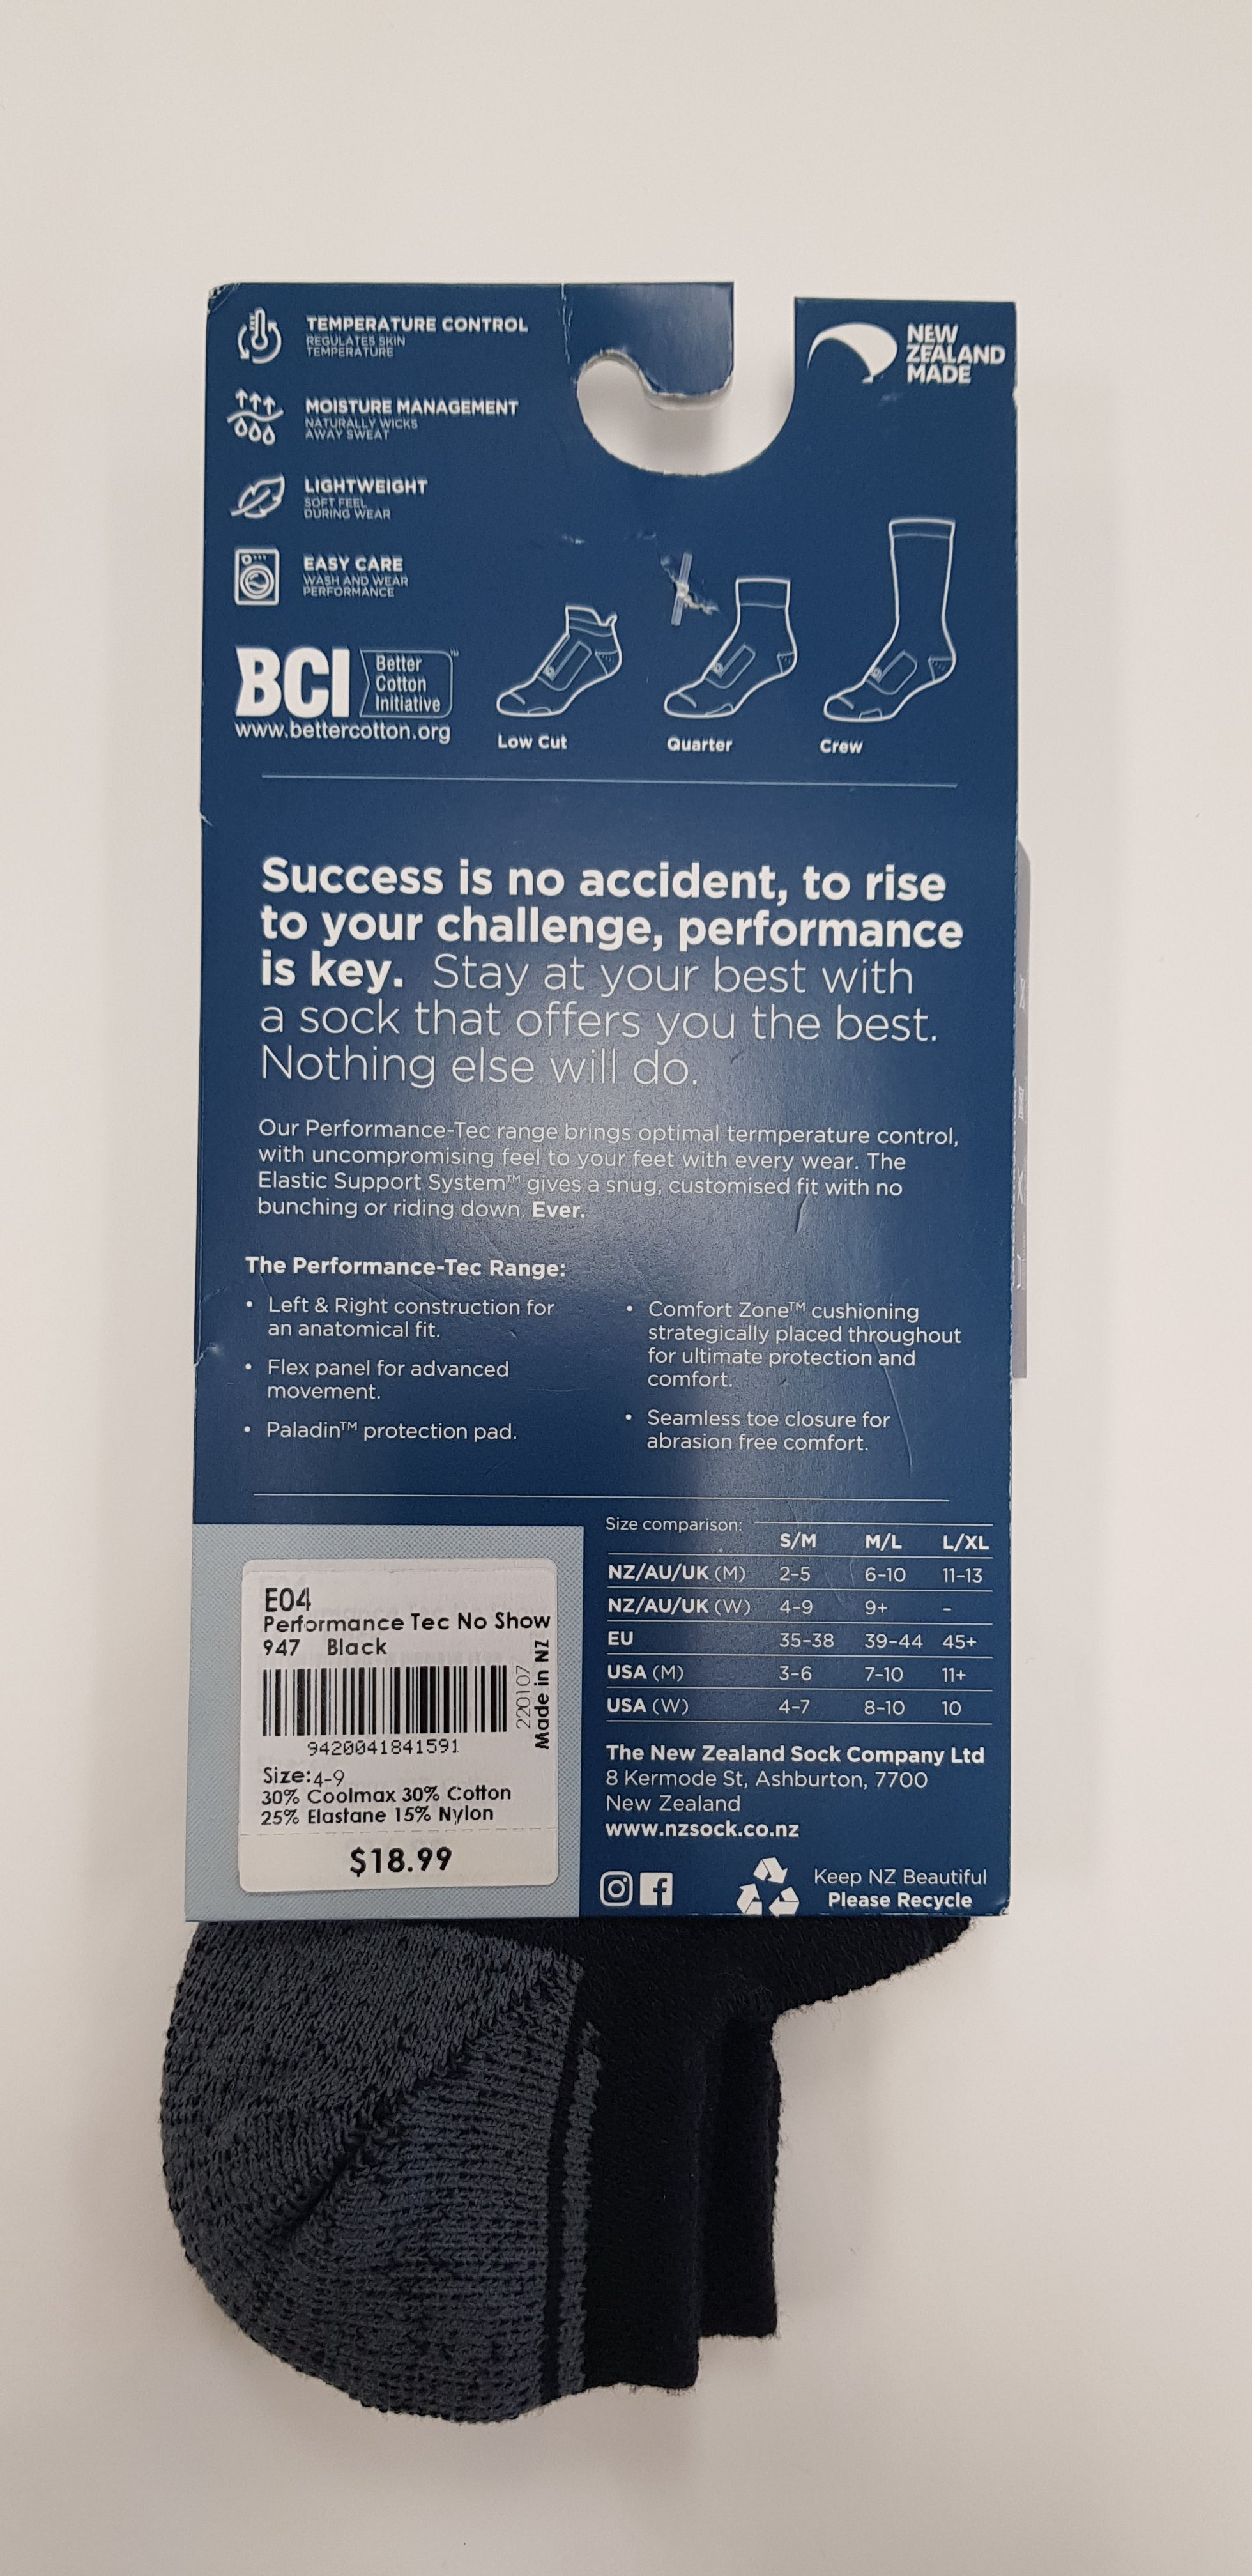 TEMPERATURE CONTROL
REGULATES SKIN
TEMPERATURE
NEW
ZEALAND
MADE
MOISTURE MANAGEMENT
NATURALLY WICKS
AWAY SWEAT
LIGHTWEIGHT
SOFT FEEL
DURING WEAR
EASY CARE
WASH AND WEAR
PERFORMANCE
BCI
Better
Cotton
Initiative
TM
www.bettercotton.org
Low Cut
Quarter
Crew
Success is no accident, to rise
to your challenge, performance
is key. Stay at your best with
a sock that offers you the best.
Nothing else will do.
Our Performance-Tec range brings optimal termperature control,
with uncompromising feel to your feet with every wear. The
Elastic Support System™ gives a snug, customised fit with no
bunching or riding down. Ever.
The Performance-Tec Range:
• Left & Right construction for
an anatomical fit.
• Flex panel for advanced
movement.
• Paladin™ protection pad.
• Comfort Zone™ cushioning
strategically placed throughout
for ultimate protection and
comfort.
• Seamless toe closure for
abrasion free comfort.
E04
Performance Tec No Show
947 Black
220107
Made in NZ
9420041841591
Size:4-9
30% Coolmax 30% Cotton
25% Elastane 15% Nylon
$18.99
Size comparison:
S/M M/L L/XL
NZ/AU/UK (M) 2-5 6-10 11-13
NZ/AU/UK (W) 4-9 9+ -
EU 35-38 39-44 45+
USA (M) 3-6 7-10 11+
USA (W) 4-7 8-10 10
The New Zealand Sock Company Ltd
8 Kermode St, Ashburton, 7700
New Zealand
www.nzsock.co.nz
Keep NZ Beautiful
Please Recycle